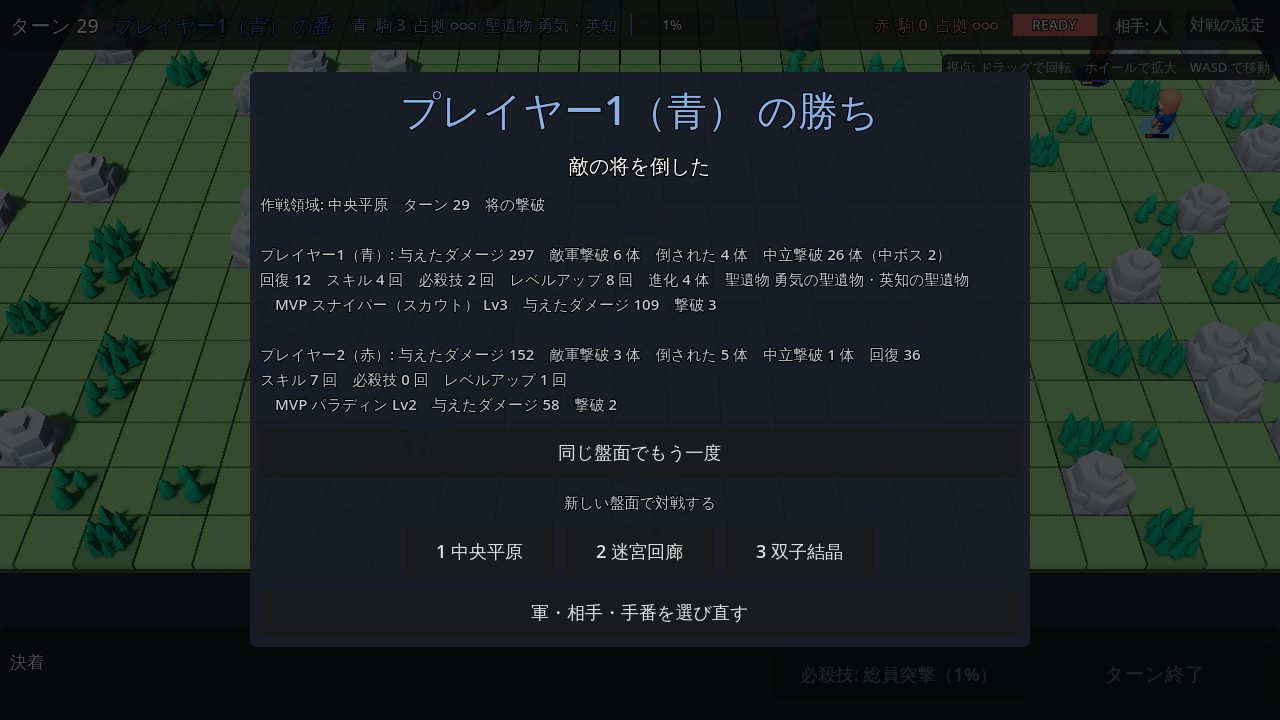 ターン 29 プレイヤー1（青） の番 青 駒 3 占拠 ○○○ 聖遺物 勇気・英知 1% 赤 駒 0 占拠 ○○○ READY 相手: 人 対戦の設定
視点: ドラッグで回転 ホイールで拡大 WASD で移動
プレイヤー1（青） の勝ち
敵の将を倒した
作戦領域: 中央平原 ターン 29 将の撃破
プレイヤー1（青）: 与えたダメージ 297 敵軍撃破 6 体 倒された 4 体 中立撃破 26 体（中ボス 2）
回復 12 スキル 4 回 必殺技 2 回 レベルアップ 8 回 進化 4 体 聖遺物 勇気の聖遺物・英知の聖遺物
MVP スナイパー（スカウト） Lv3 与えたダメージ 109 撃破 3
プレイヤー2（赤）: 与えたダメージ 152 敵軍撃破 3 体 倒された 5 体 中立撃破 1 体 回復 36
スキル 7 回 必殺技 0 回 レベルアップ 1 回
MVP パラディン Lv2 与えたダメージ 58 撃破 2
同じ盤面でもう一度
新しい盤面で対戦する
1 中央平原 2 迷宮回廊 3 双子結晶
軍・相手・手番を選び直す
決着
必殺技: 総員突撃（1%） ターン終了